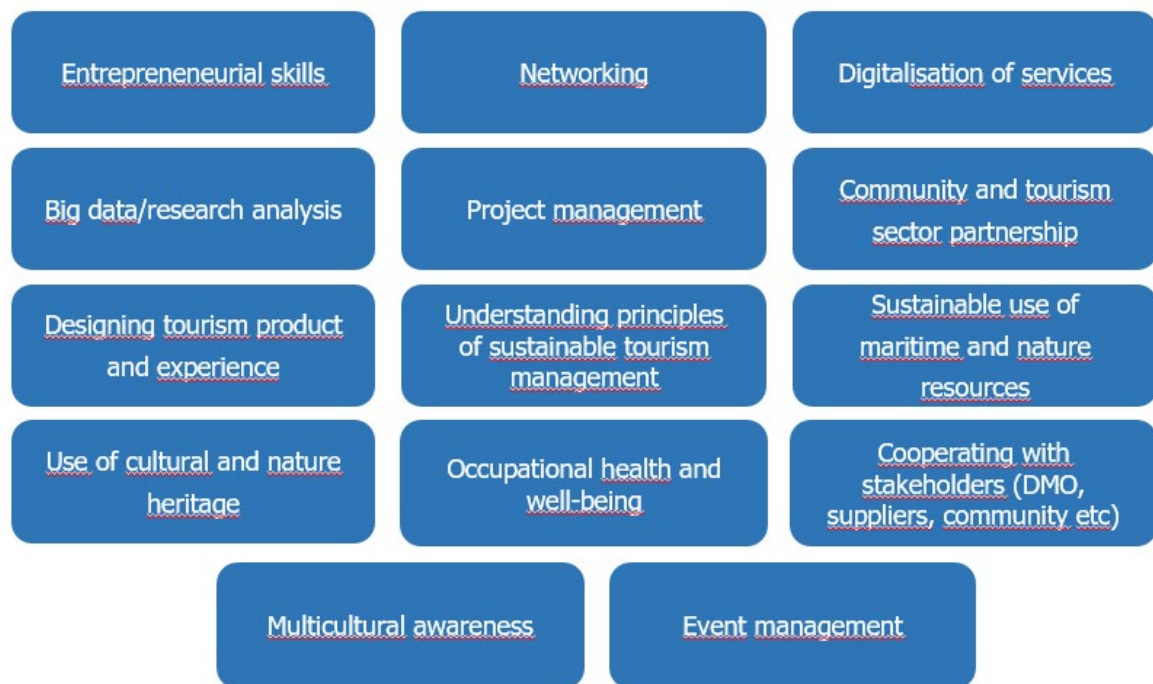 Entrepreneneurial skills
Networking
Digitalisation of services
Big data/research analysis
Project management
Community and tourism
sector partnership
Designing tourism product
and experience
Understanding principles
of sustainable tourism
management
Sustainable use of
maritime and nature
resources
Use of cultural and nature
heritage
Occupational health and
well-being
Cooperating with
stakeholders (DMO,
suppliers, community etc)
Multicultural awareness
Event management